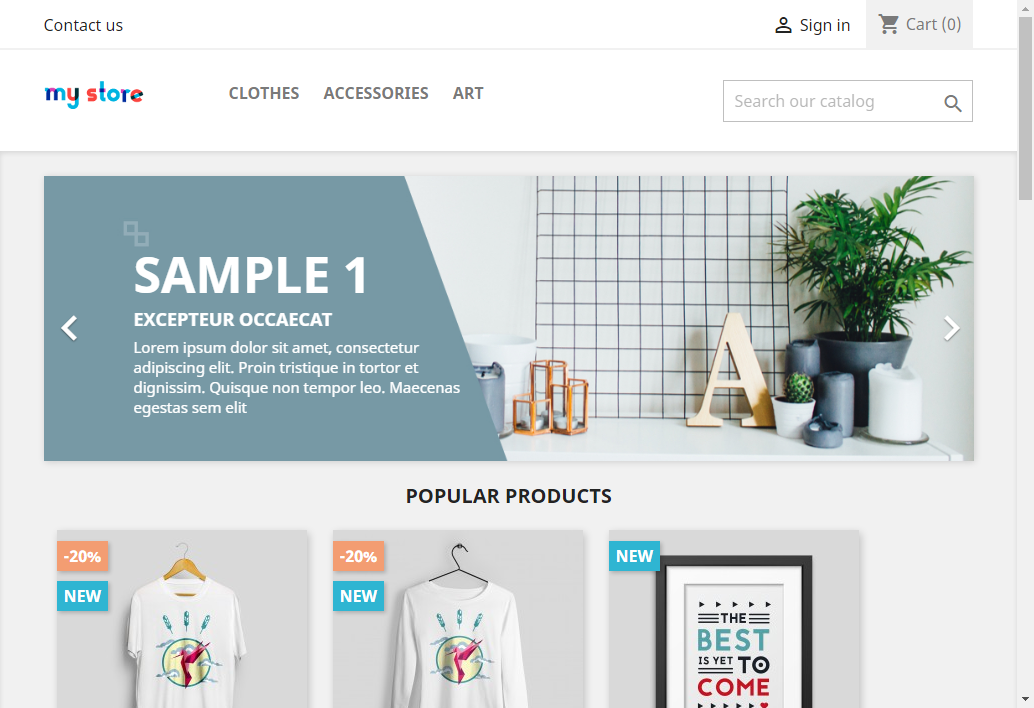 Contact us
Sign in
Cart (0)
my store
CLOTHES
ACCESSORIES
ART
Search our catalog
SAMPLE 1
EXCEPTEUR OCCAECAT
Lorem ipsum dolor sit amet, consectetur
adipiscing elit. Proin tristique in tortor et
dignissim. Quisque non tempor leo. Maecenas
egestas sem elit
A
POPULAR PRODUCTS
-20%
NEW
-20%
NEW
NEW
THE
BEST
IS YET TO
COME